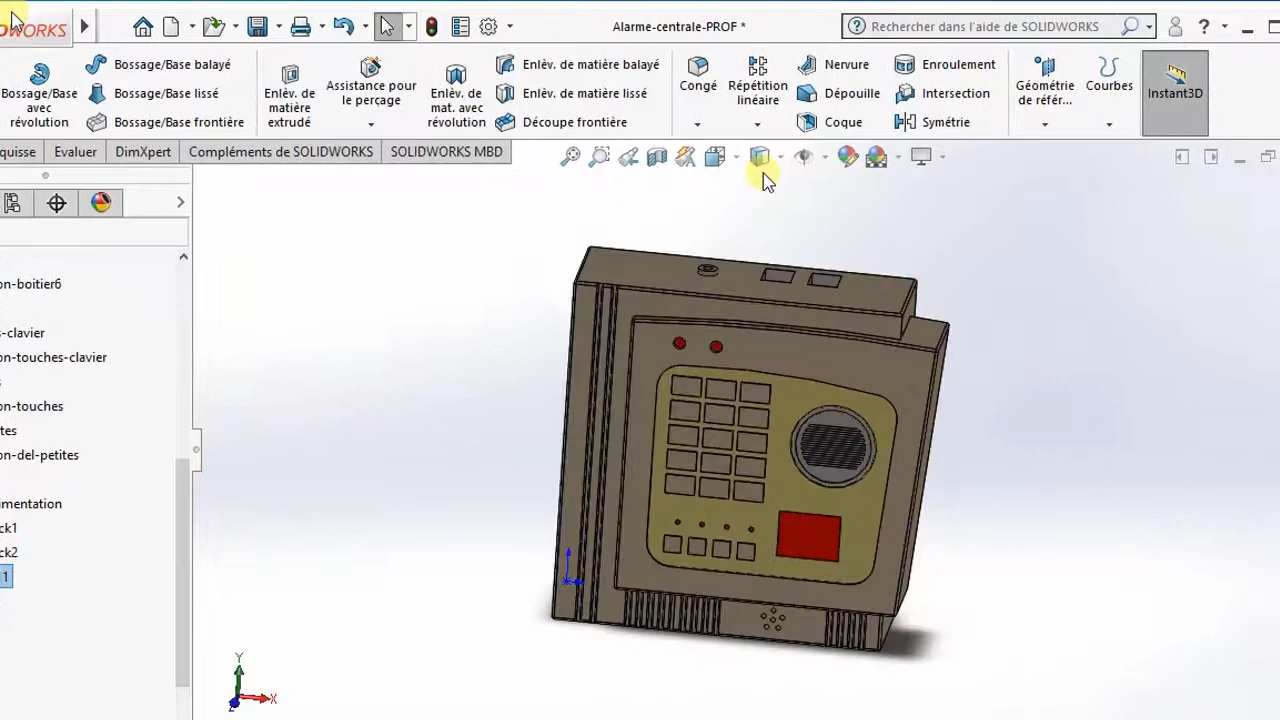 OWORKS
Alarme-centrale-PROF *
Rechercher dans l'aide de SOLIDWORKS
?
Bossage/Base avec révolution
Bossage/Base balayé
Bossage/Base lissé
Bossage/Base frontière
Enlèv. de matière extrudé
Assistance pour le perçage
Enlèv. de mat. avec révolution
Enlèv. de matière balayé
Enlèv. de matière lissé
Découpe frontière
Congé
Répétition linéaire
Nervure
Dépouille
Coque
Enroulement
Intersection
Symétrie
Géométrie de référ...
Courbes
Instant3D
quisse
Evaluer
DimXpert
Compléments de SOLIDWORKS
SOLIDWORKS MBD
on-boitier6
s-clavier
on-touches-clavier
s
on-touches
tes
on-del-petites
imentation
ck1
ck2
1
Y
X
Z